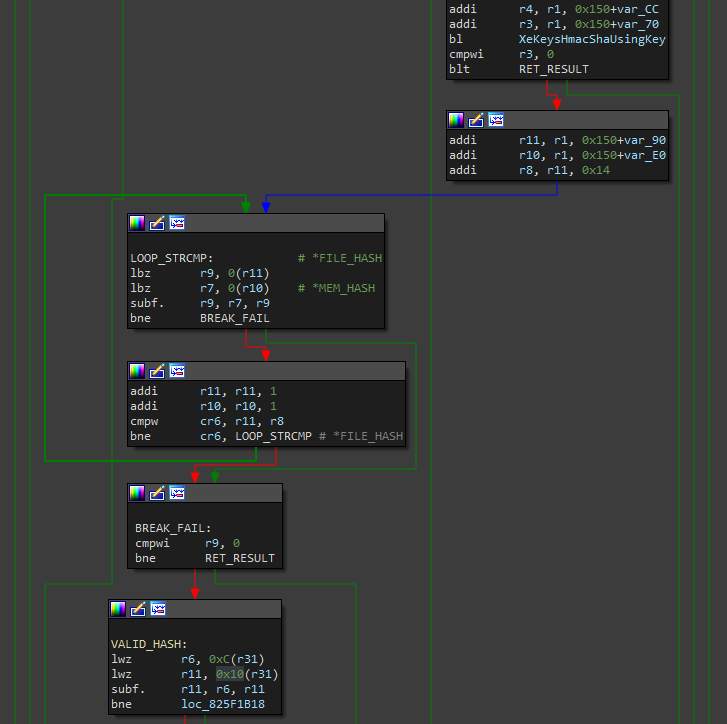 addi r4, r1, 0x150+var_CC
addi r3, r1, 0x150+var_70
bl XeKeysHmacShaUsingKey
cmpwi r3, 0
blt RET_RESULT
addi r11, r1, 0x150+var_90
addi r10, r1, 0x150+var_E0
addi r8, r11, 0x14
LOOP_STRCMP: # *FILE_HASH
lbz r9, 0(r11)
lbz r7, 0(r10) # *MEM_HASH
subf. r9, r7, r9
bne BREAK_FAIL
addi r11, r11, 1
addi r10, r10, 1
cmpw cr6, r11, r8
bne cr6, LOOP_STRCMP # *FILE_HASH
BREAK_FAIL:
cmpwi r9, 0
bne RET_RESULT
VALID_HASH:
lwz r6, 0xC(r31)
lwz r11, 0x10(r31)
subf. r11, r6, r11
bne loc_825F1B18